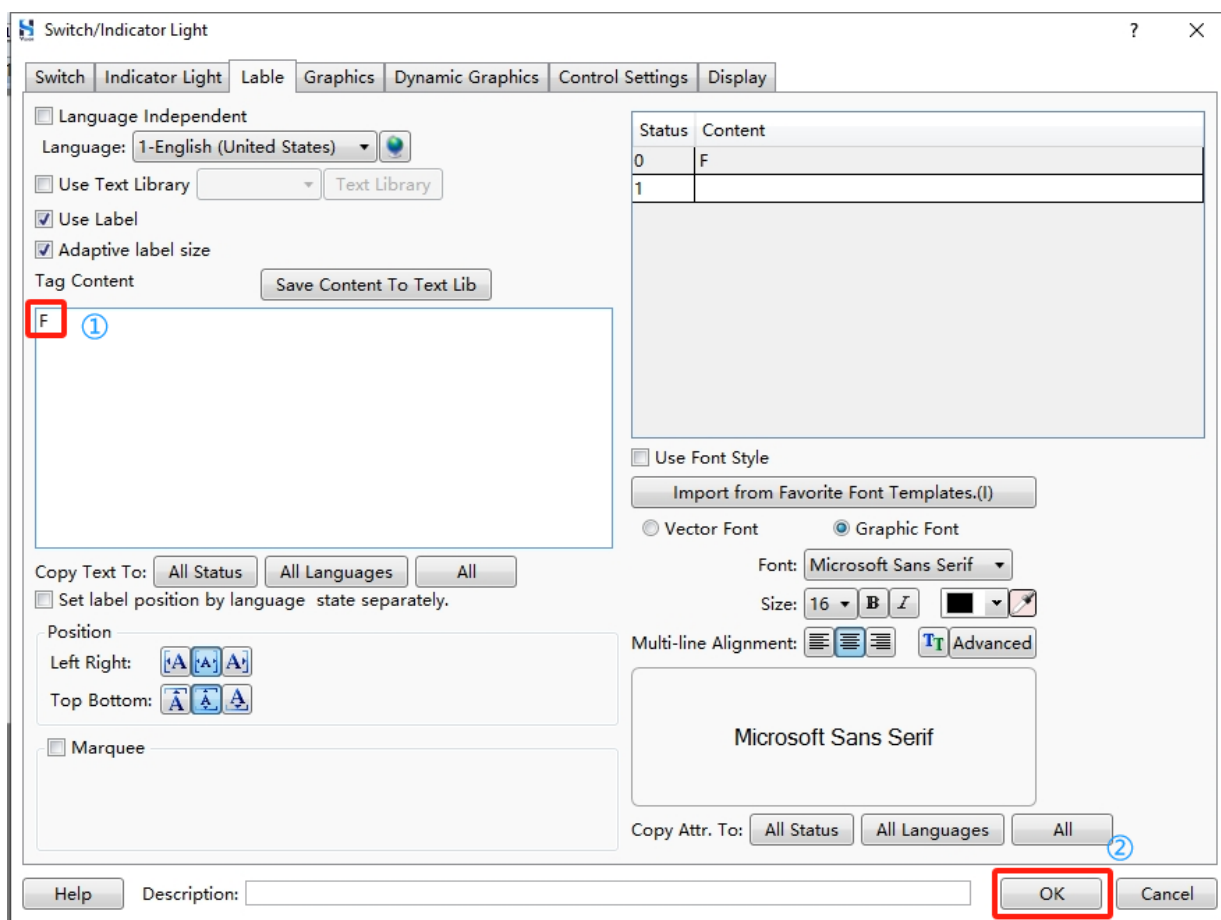 Switch/Indicator Light
Switch Indicator Light Lable Graphics Dynamic Graphics Control Settings Display
Language Independent
Language: 1-English (United States)
Use Text Library Text Library
Use Label
Adaptive label size
Tag Content Save Content To Text Lib
F ①
Copy Text To: All Status All Languages All
Set label position by language state separately.
Position
Left Right: A A A
Top Bottom: A A A
Marquee
Status Content
0 F
1
Use Font Style
Import from Favorite Font Templates.(I)
Vector Font Graphic Font
Font: Microsoft Sans Serif
Size: 16 B I
Multi-line Alignment: TT Advanced
Microsoft Sans Serif
Copy Attr. To: All Status All Languages All
②
Help Description: OK Cancel